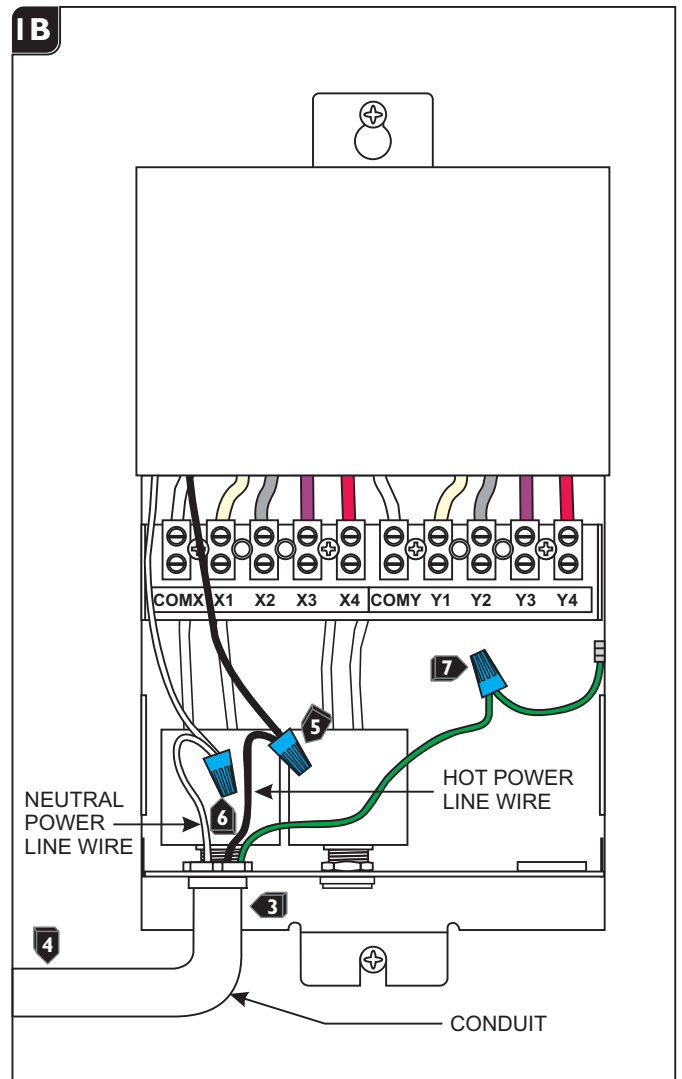 1B
COMX X1 X2 X3 X4 COMY Y1 Y2 Y3 Y4
7
5
HOT POWER
LINE WIRE
NEUTRAL
POWER
LINE WIRE
6
3
4
CONDUIT